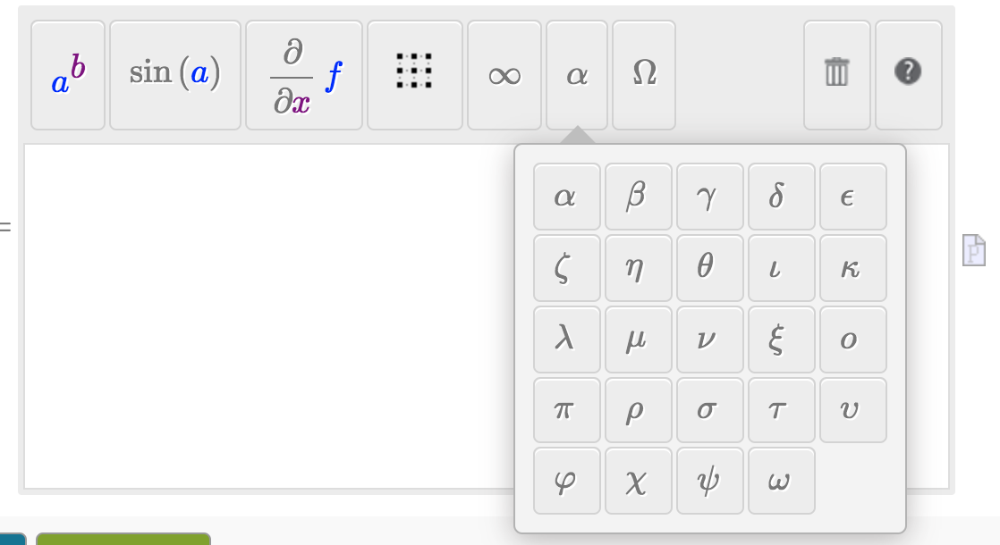 a^b sin (a) ∂/∂x f ∞ α Ω ?
α β γ δ ϵ
=
ζ η θ ι κ
P
λ μ ν ξ o
π ρ σ τ υ
φ χ ψ ω